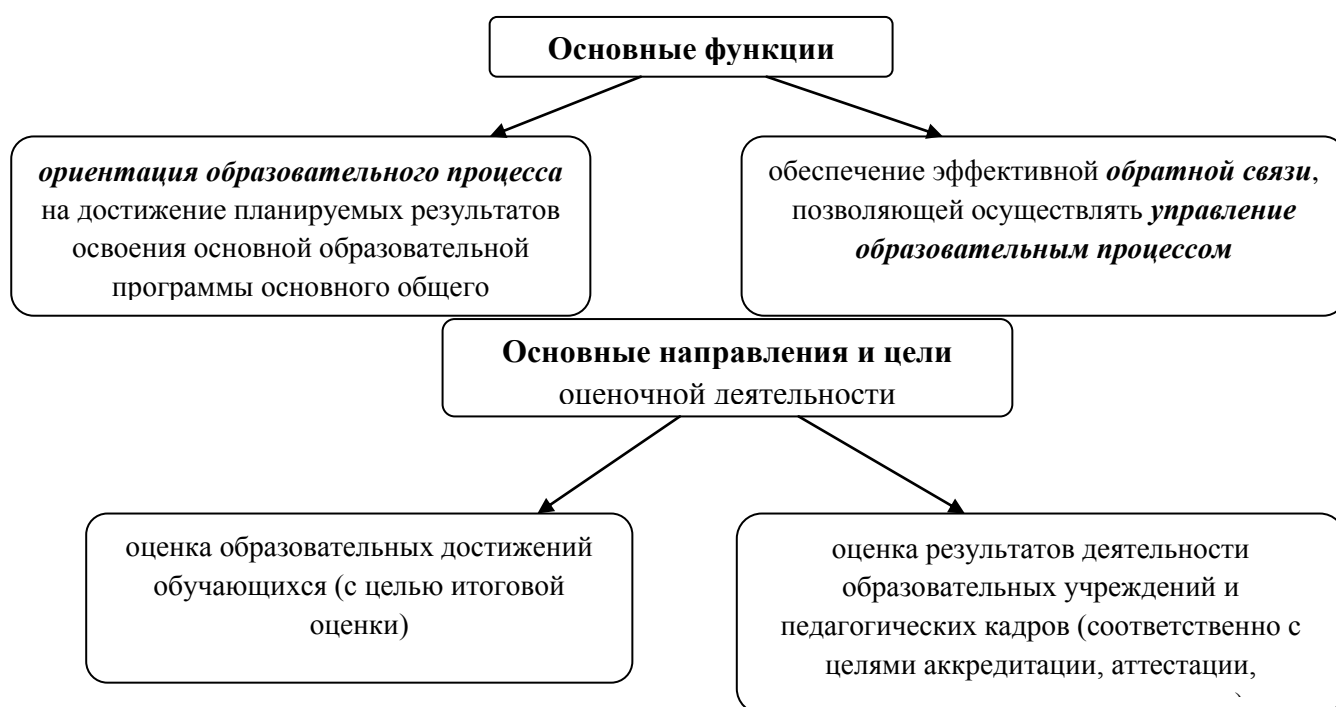 Основные функции
ориентация образовательного процесса
на достижение планируемых результатов
освоения основной образовательной
программы основного общего
обеспечение эффективной обратной связи,
позволяющей осуществлять управление
образовательным процессом
Основные направления и цели
оценочной деятельности
оценка образовательных достижений
обучающихся (с целью итоговой
оценки)
оценка результатов деятельности
образовательных учреждений и
педагогических кадров (соответственно с
целями аккредитации, аттестации,